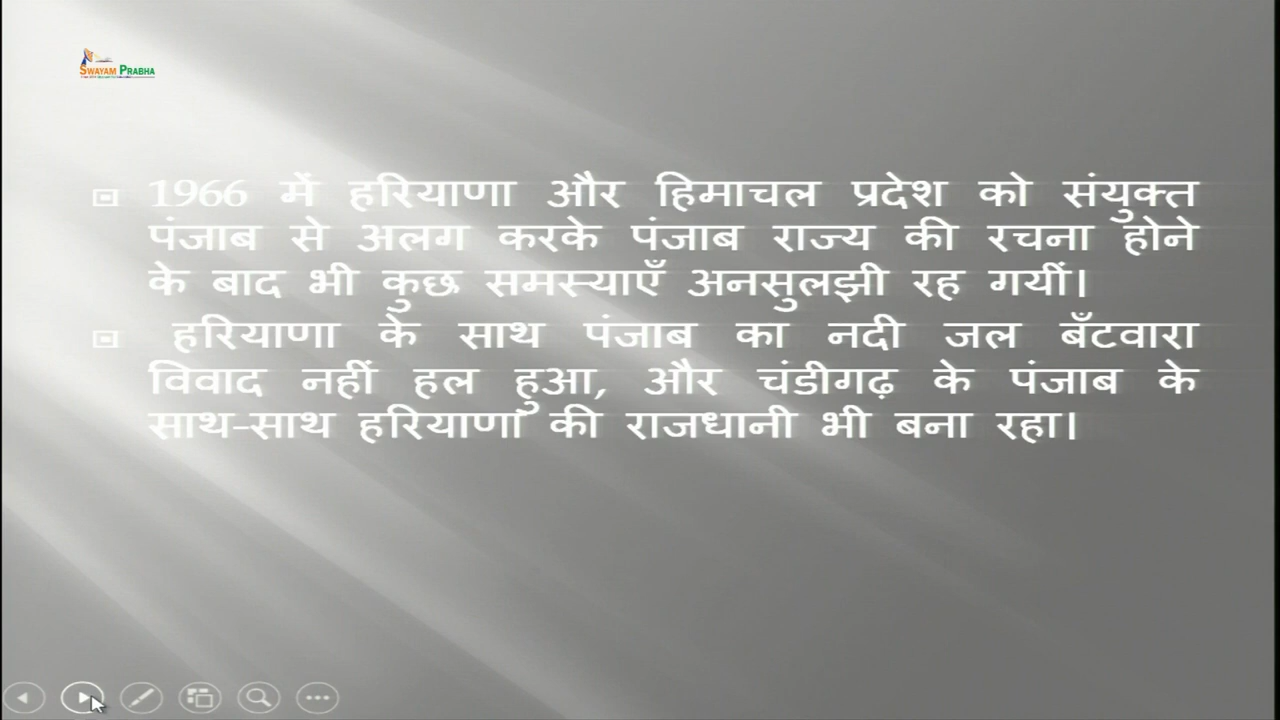 SWAYAM PRABHA
1966 में हरियाणा और हिमाचल प्रदेश को संयुक्त
पंजाब से अलग करके पंजाब राज्य की रचना होने
के बाद भी कुछ समस्याएँ अनसुलझी रह गयीं।
हरियाणा के साथ पंजाब का नदी जल बँटवारा
विवाद नहीं हल हुआ, और चंडीगढ़ के पंजाब के
साथ-साथ हरियाणा की राजधानी भी बना रहा।